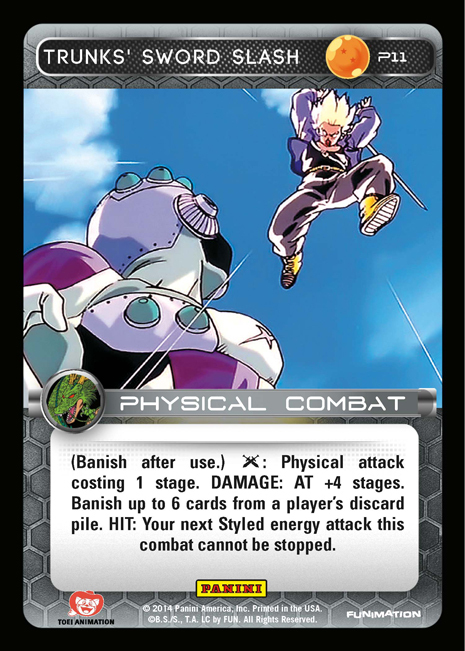 TRUNKS' SWORD SLASH P11
PHYSICAL COMBAT
(Banish after use.) : Physical attack
costing 1 stage. DAMAGE: AT +4 stages.
Banish up to 6 cards from a player's discard
pile. HIT: Your next Styled energy attack this
combat cannot be stopped.
PANINI
TOEI ANIMATION
© 2014 Panini America, Inc. Printed in the USA.
©B.S./S., T.A. LC by FUN. All Rights Reserved.
FUNIMATION